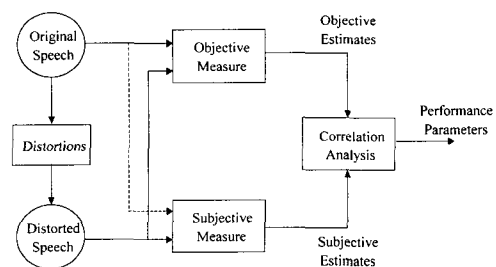 Original
Speech
Objective
Estimates
Objective
Measure
Performance
Parameters
Distortions
Correlation
Analysis
Distorted
Speech
Subjective
Measure
Subjective
Estimates